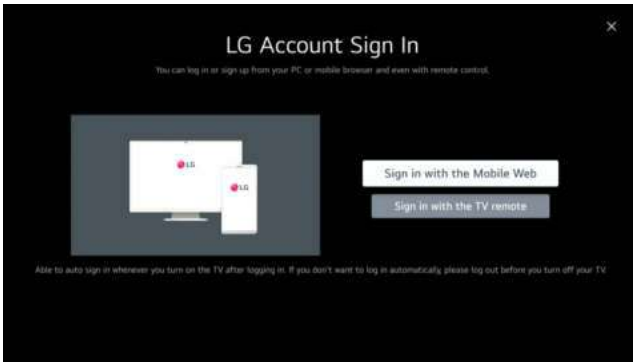 LG Account Sign In
You can log in or sign up from your PC or mobile browser and even with remote control.
LG
LG
Sign in with the Mobile Web
Sign in with the TV remote
Able to auto sign in whenever you turn on the TV after logging in. If you don't want to log in automatically, please log out before you turn off your TV.